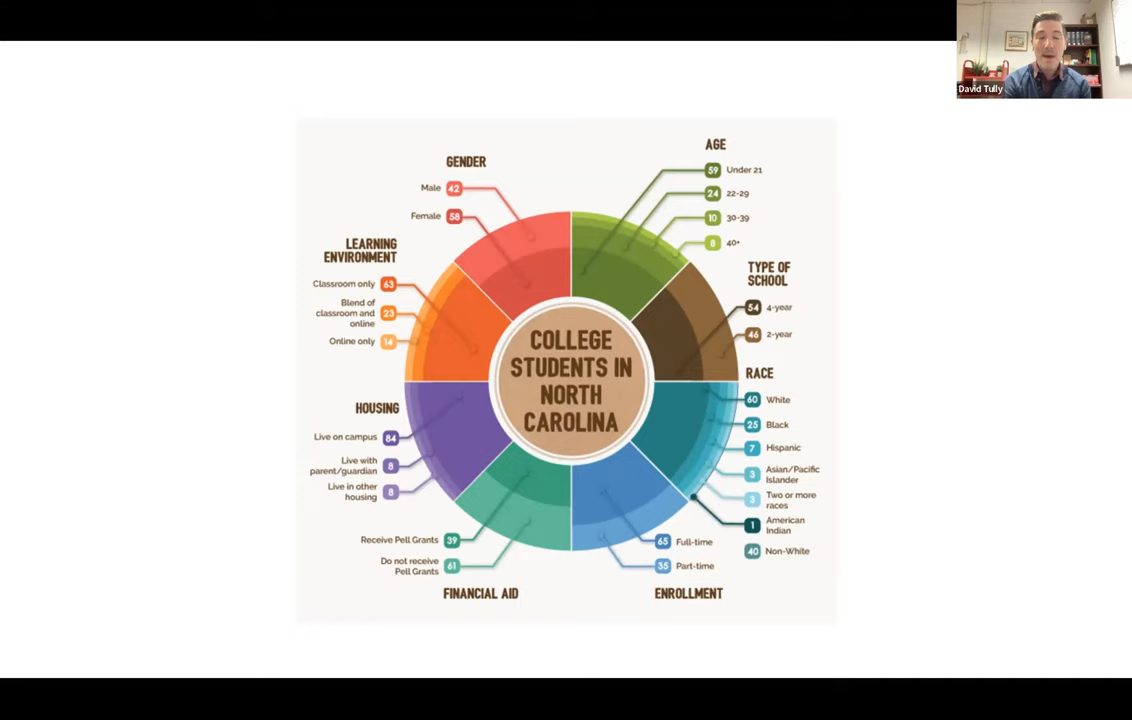 David Tully
COLLEGE
STUDENTS IN
NORTH
CAROLINA
GENDER
Male 42
Female 58
AGE
59 Under 21
24 22-29
10 30-39
8 40+
TYPE OF
SCHOOL
54 4-year
46 2-year
RACE
60 White
25 Black
7 Hispanic
3 Asian/Pacific
Islander
3 Two or more
races
1 American
Indian
40 Non-White
ENROLLMENT
65 Full-time
35 Part-time
FINANCIAL AID
Receive Pell Grants 39
Do not receive
Pell Grants 61
HOUSING
Live on campus 84
Live with
parent/guardian 8
Live in other
housing 8
LEARNING
ENVIRONMENT
Classroom only 63
Blend of
classroom and 23
online
Online only 14